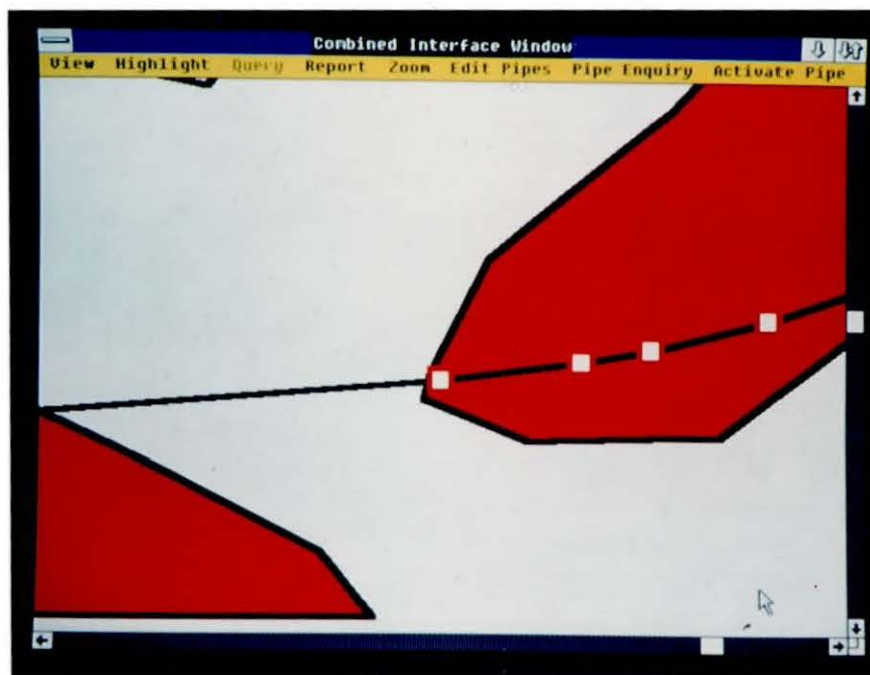 Combined Interface Window
View Highlight Query Report Zoom Edit Pipes Pipe Enquiry Activate Pipe